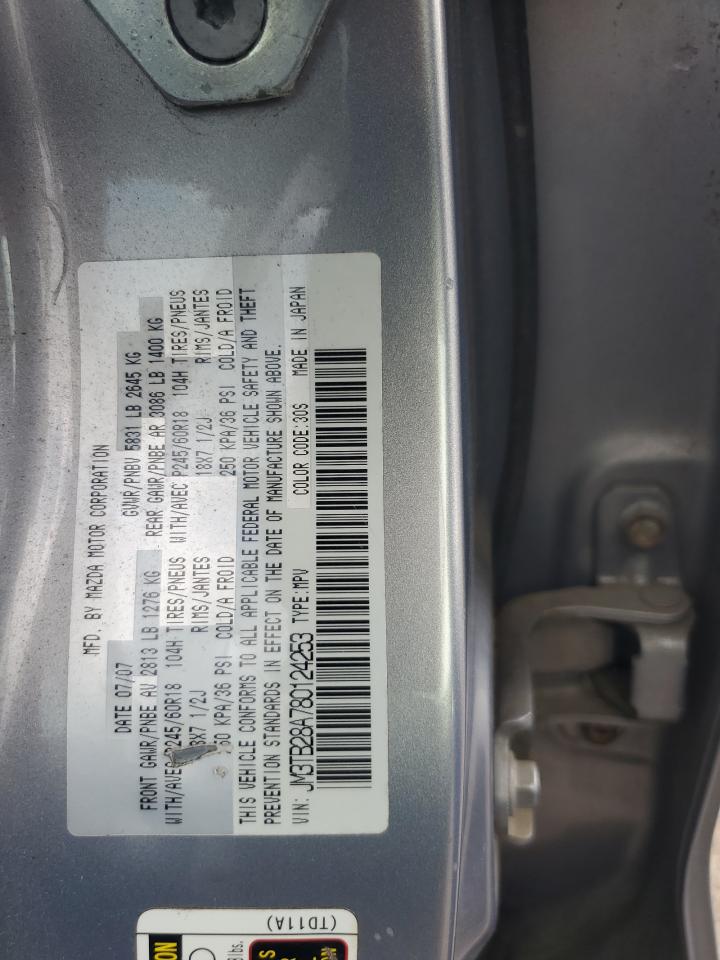 MFD. BY MAZDA MOTOR CORPORATION
DATE 07/07 GVWR/PNBV 5831 LB 2645 KG
FRONT GAWR/PNBE AV 2813 LB 1276 KG REAR GAWR/PNBE AR 3086 LB 1400 KG
WITH/AVEC P245/60R18 104H TIRES/PNEUS WITH/AVEC P245/60R18 104H TIRES/PNEUS
7 1/2J RIMS/JANTES 18X7 1/2J RIMS/JANTES
KPA/36 PSI COLD/A FROID 250 KPA/36 PSI COLD/A FROID
THIS VEHICLE CONFORMS TO ALL APPLICABLE FEDERAL MOTOR VEHICLE SAFETY AND THEFT
PREVENTION STANDARDS IN EFFECT ON THE DATE OF MANUFACTURE SHOWN ABOVE.
VIN: JM3TB28A780124253 TYPE:MPV COLOR CODE:30S MADE IN JAPAN
(TD11A)
lbs.